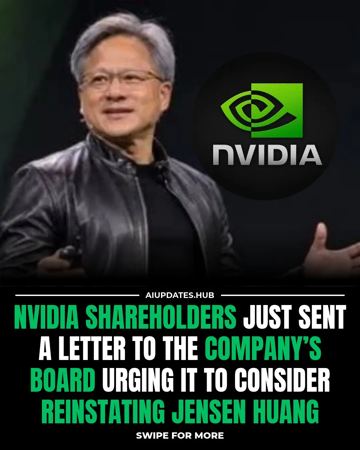 NVIDIA
AIUPDATES.HUB
NVIDIA SHAREHOLDERS JUST SENT
A LETTER TO THE COMPANY'S
BOARD URGING IT TO CONSIDER
REINSTATING JENSEN HUANG
SWIPE FOR MORE